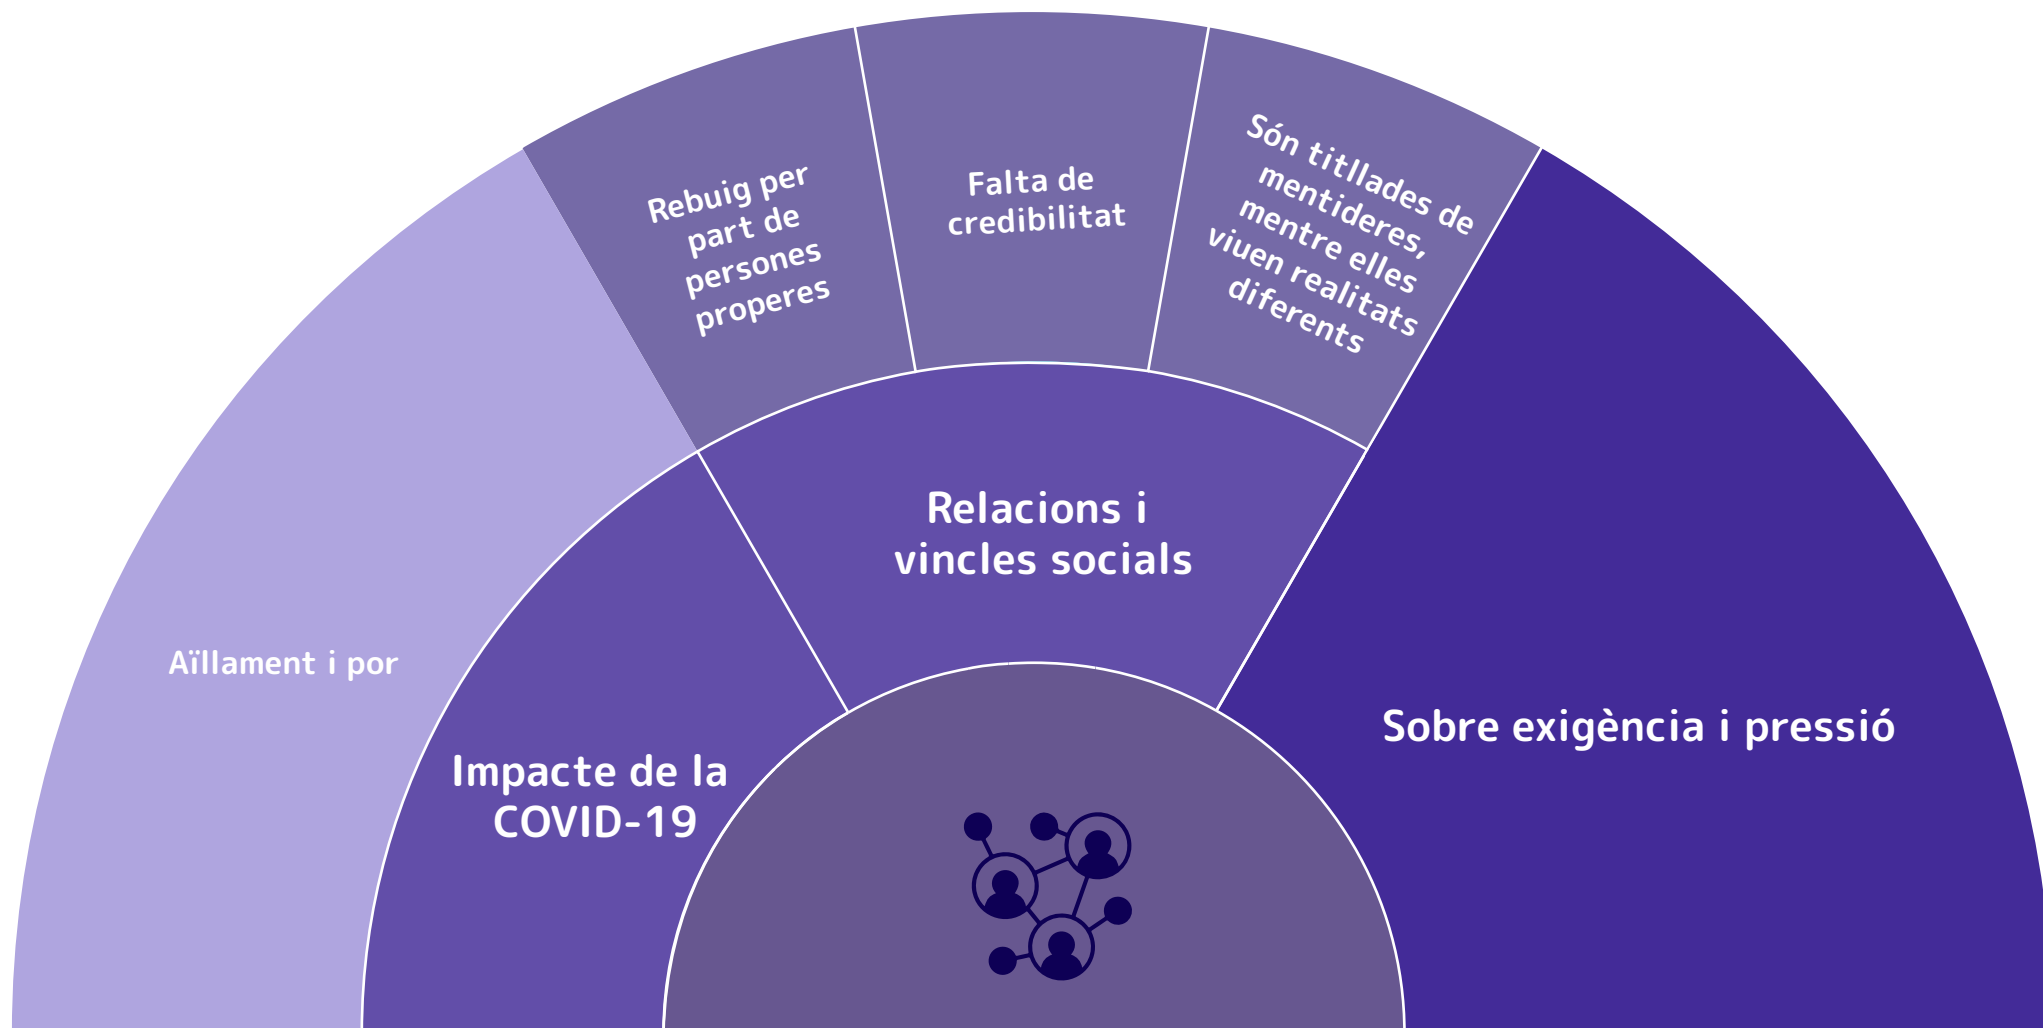 Rebuig per
part de
persones
properes
Falta de
credibilitat
Són titllades de
mentideres,
mentre elles
viuen realitats
diferents
Relacions i
vincles socials
Aïllament i por
Impacte de la
COVID-19
Sobre exigència i pressió